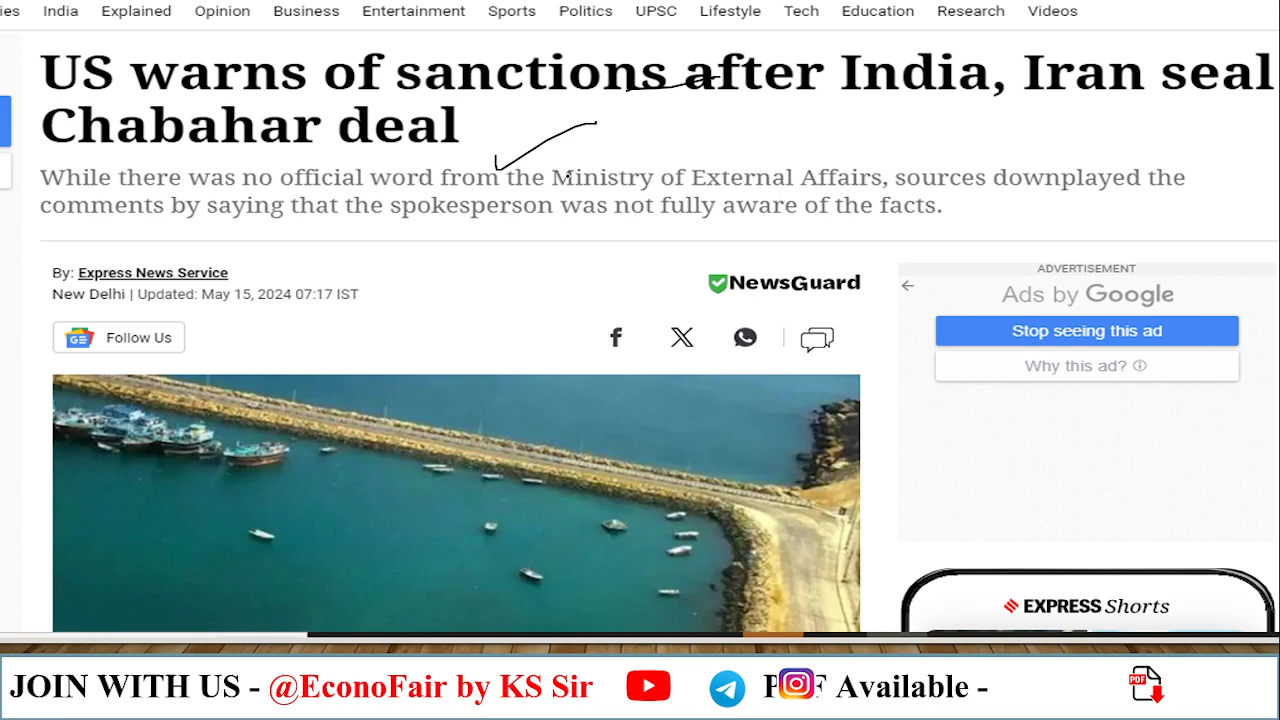 ies India Explained Opinion Business Entertainment Sports Politics UPSC Lifestyle Tech Education Research Videos
US warns of sanctions after India, Iran seal
Chabahar deal
While there was no official word from the Ministry of External Affairs, sources downplayed the
comments by saying that the spokesperson was not fully aware of the facts.
By: Express News Service
New Delhi | Updated: May 15, 2024 07:17 IST
NewsGuard
GE Follow Us
ADVERTISEMENT
Ads by Google
Stop seeing this ad
Why this ad?
EXPRESS Shorts
JOIN WITH US - @EconoFair by KS Sir
Available -
PDF